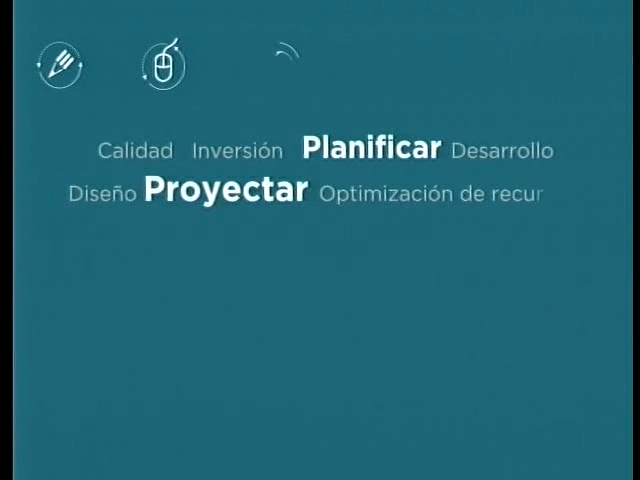 Calidad Inversión Planificar Desarrollo
Diseño Proyectar Optimización de recur